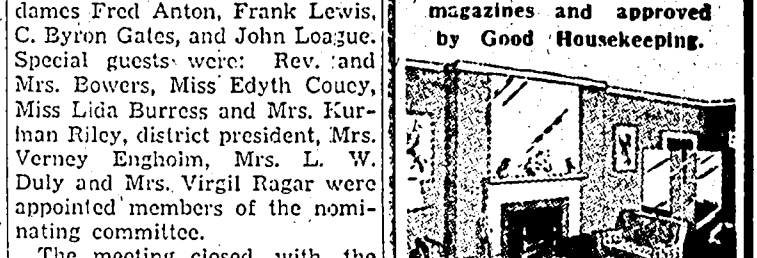 dames Fred Anton, Frank Lewis,
C. Byron Gates, and John Loague.
Special guests were: Rev. and
Mrs. Bowers, Miss Edyth Coucy,
Miss Lida Burress and Mrs. Kur-
inan Riley, district president, Mrs.
Verney Engholm, Mrs. L. W.
Duly and Mrs. Virgil Ragar were
appointed members of the nomi-
nating committee.
The meeting closed with the
magazines and approved
by Good Housekeeping.